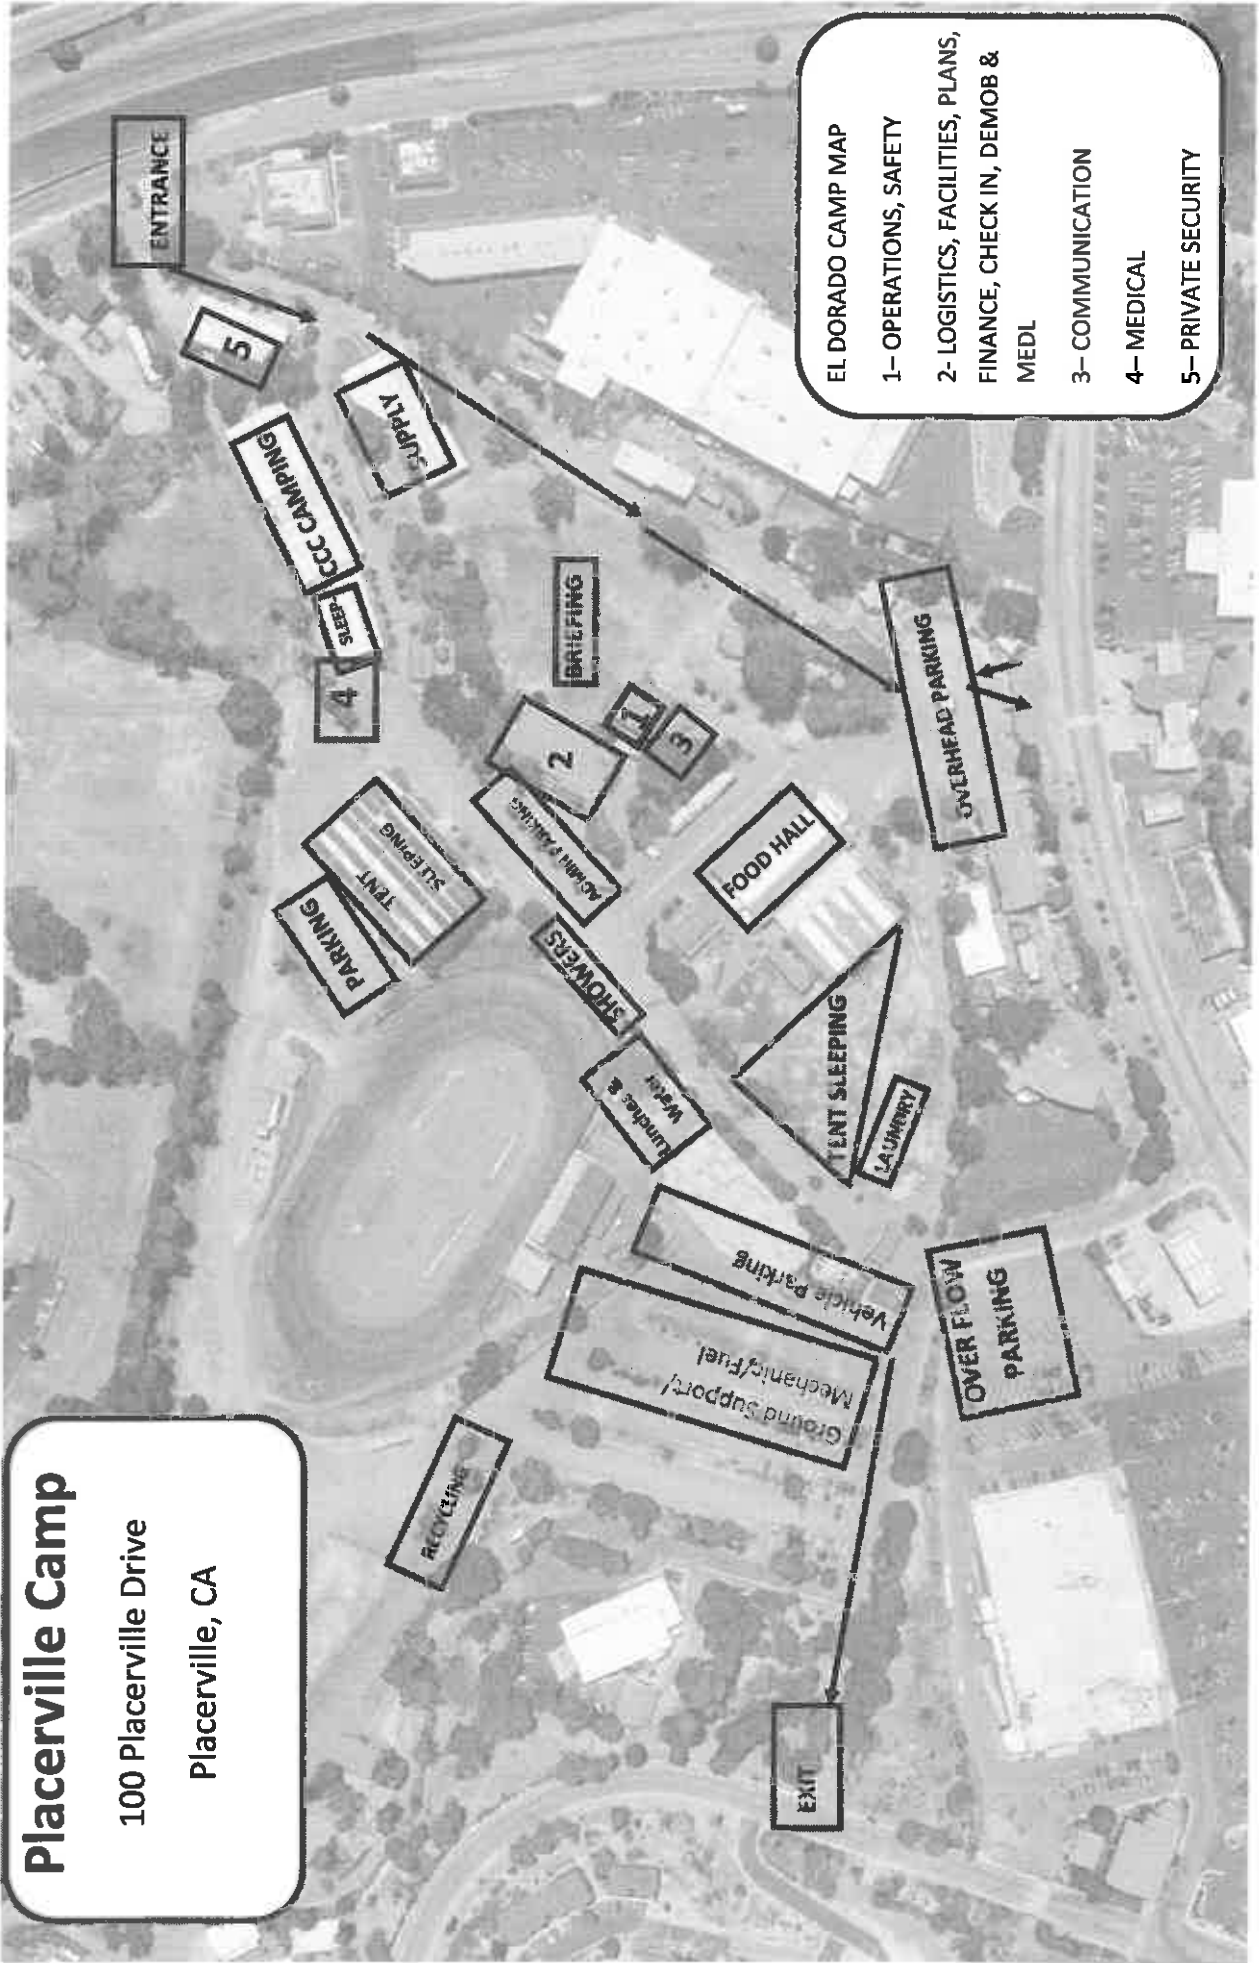 Placerville Camp
100 Placerville Drive
Placerville, CA
ENTRANCE
5
SUPPLY
CCC CAMPING
SLEEP-
4
BRIEFING
1
3
2
ADMIN PARKING
TENT
SLEEPING
PARKING
SHOWERS
FOOD HALL
OVERHEAD PARKING
Lunches &
Water
TENT SLEEPING
LAUNDRY
Vehicle Parking
Ground Support/
Mechanic/Fuel
OVER FLOW
PARKING
RECYCLING
EXIT
EL DORADO CAMP MAP
1– OPERATIONS, SAFETY
2- LOGISTICS, FACILITIES, PLANS,
FINANCE, CHECK IN, DEMOB &
MEDL
3– COMMUNICATION
4– MEDICAL
5– PRIVATE SECURITY